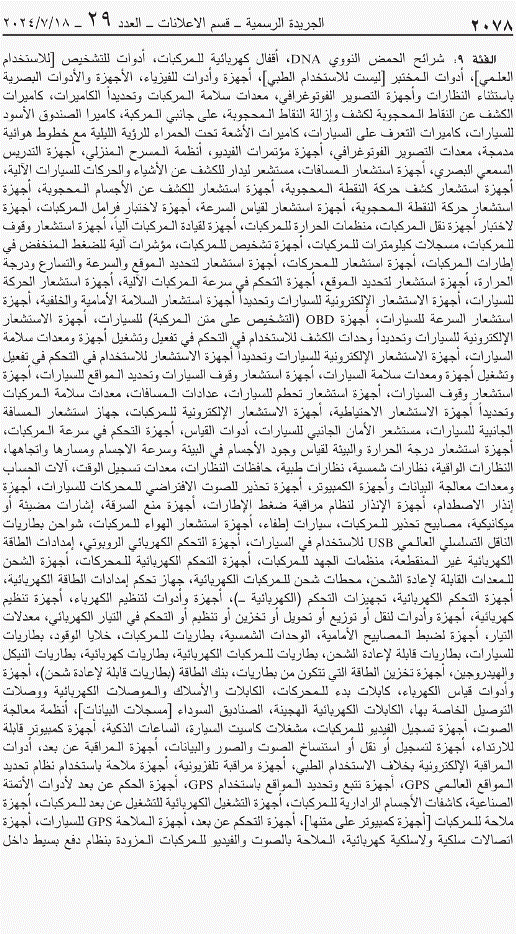 ٢٠٧٨ الجريدة الرسمية – قسم الاعلانات – العدد ٢٩ – ٢٠٢٤/٧/١٨
الفئة ٩: شرائح الحمض النووي DNA، أقفال كهربائية للمركبات، أدوات للتشخيص [للاستخدام
العلمي]، أدوات المختبر [ليست للاستخدام الطبي]، أجهزة وأدوات للفيزياء، الأجهزة والأدوات البصرية
باستثناء النظارات وأجهزة التصوير الفوتوغرافي، معدات سلامة المركبات وتحديداً الكاميرات، كاميرات
الكشف عن النقاط المحجوبة لكشف وإزالة النقاط المحجوبة، على جانبي المركبة، كاميرا الصندوق الأسود
للسيارات، كاميرات التعرف على السيارات، كاميرات الأشعة تحت الحمراء للرؤية الليلية مع خطوط هوائية
مدمجة، معدات التصوير الفوتوغرافي، أجهزة مؤتمرات الفيديو، أنظمة المسرح المنزلي، أجهزة التدريس
السمعي البصري، أجهزة استشعار المسافات، مستشعر ليدار للكشف عن الأشياء والحركات للسيارات الآلية،
أجهزة استشعار كشف حركة النقطة المحجوبة، أجهزة استشعار للكشف عن الأجسام المحجوبة، أجهزة
استشعار حركة النقطة المحجوبة، أجهزة استشعار لقياس السرعة، أجهزة لاختبار فرامل المركبات، أجهزة
لاختبار أجهزة نقل المركبات، منظمات الحرارة للمركبات، أجهزة لقيادة المركبات آلياً، أجهزة استشعار وقوف
للمركبات، مسجلات كيلومترات للمركبات، أجهزة تشخيص للمركبات، مؤشرات آلية للضغط المنخفض في
إطارات المركبات، أجهزة استشعار للمحركات، أجهزة استشعار لتحديد الموقع والسرعة والتسارع ودرجة
الحرارة، أجهزة استشعار لتحديد الموقع، أجهزة التحكم في سرعة المركبات الآلية، أجهزة استشعار الحركة
للسيارات، أجهزة الاستشعار الإلكترونية للسيارات وتحديداً أجهزة استشعار السلامة الأمامية والخلفية، أجهزة
استشعار السرعة للسيارات، أجهزة OBD (التشخيص على متن المركبة) للسيارات، أجهزة الاستشعار
الإلكترونية للسيارات وتحديداً وحدات الكشف للاستخدام في التحكم في تفعيل وتشغيل أجهزة ومعدات سلامة
السيارات، أجهزة الاستشعار الإلكترونية للسيارات وتحديداً أجهزة الاستشعار للاستخدام في التحكم في تفعيل
وتشغيل أجهزة ومعدات سلامة السيارات، أجهزة استشعار وقوف السيارات وتحديد المواقع للسيارات، أجهزة
استشعار وقوف السيارات، أجهزة استشعار تحطم للسيارات، عدادات المسافات، معدات سلامة المركبات
وتحديداً أجهزة الاستشعار الاحتياطية، أجهزة الاستشعار الإلكترونية للمركبات، جهاز استشعار المسافة
الجانبية للسيارات، مستشعر الأمان الجانبي للسيارات، أدوات القياس، أجهزة التحكم في سرعة المركبات،
أجهزة استشعار درجة الحرارة والبيئة لقياس وجود الأجسام في البيئة وسرعة الاجسام ومسارها واتجاهها،
النظارات الواقية، نظارات شمسية، نظارات طبية، حافظات النظارات، معدات تسجيل الوقت، آلات الحساب
ومعدات معالجة البيانات وأجهزة الكمبيوتر، أجهزة تحذير للصوت الافتراضي للمحركات للسيارات، أجهزة
إنذار الاصطدام، أجهزة الإنذار لنظام مراقبة ضغط الإطارات، أجهزة منع السرقة، إشارات مضيئة أو
ميكانيكية، مصابيح تحذير للمركبات، سيارات إطفاء، أجهزة استشعار الهواء للمركبات، شواحن بطاريات
الناقل التسلسلي العالمي USB للاستخدام في السيارات، أجهزة التحكم الكهربائي الروبوتي، إمدادات الطاقة
الكهربائية غير المنقطعة، منظمات الجهد للمركبات، أجهزة التحكم الكهربائية للمحركات، أجهزة الشحن
للمعدات القابلة لإعادة الشحن، محطات شحن للمركبات الكهربائية، جهاز تحكم إمدادات الطاقة الكهربائية،
أجهزة التحكم الكهربائية، تجهيزات التحكم (الكهربائية –)، أجهزة وأدوات لتنظيم الكهرباء، أجهزة تنظيم
كهربائية، أجهزة وأدوات لنقل أو توزيع أو تحويل أو تخزين أو تنظيم أو التحكم في التيار الكهربائي، معدلات
التيار، أجهزة لضبط المصابيح الأمامية، الوحدات الشمسية، بطاريات للمركبات، خلايا الوقود، بطاريات
للسيارات، بطاريات قابلة لإعادة الشحن، بطاريات للمركبات الكهربائية، بطاريات كهربائية، بطاريات النيكل
والهيدروجين، أجهزة تخزين الطاقة التي تتكون من بطاريات، بنك الطاقة (بطاريات قابلة لإعادة شحن)، أجهزة
وأدوات قياس الكهرباء، كابلات بدء للمحركات، الكابلات والأسلاك والموصلات الكهربائية ووصلات
التوصيل الخاصة بها، الكابلات الكهربائية الهجينة، الصناديق السوداء [مسجلات البيانات]، أنظمة معالجة
الصوت، أجهزة تسجيل الفيديو للمركبات، مشغلات كاسيت السيارة، الساعات الذكية، أجهزة كمبيوتر قابلة
للارتداء، أجهزة لتسجيل أو نقل أو استنساخ الصوت والصور والبيانات، أجهزة المراقبة عن بعد، أدوات
المراقبة الإلكترونية بخلاف الاستخدام الطبي، أجهزة مراقبة تلفزيونية، أجهزة ملاحة باستخدام نظام تحديد
المواقع العالمي GPS، أجهزة تتبع وتحديد المواقع باستخدام GPS، أجهزة الحكم عن بعد لأدوات الأتمتة
الصناعية، كاشفات الأجسام الرادارية للمركبات، أجهزة التشغيل الكهربائية للتشغيل عن بعد للمركبات، أجهزة
ملاحة للمركبات [أجهزة كمبيوتر على متنها]، أجهزة التحكم عن بعد، أجهزة الملاحة GPS للسيارات، أجهزة
اتصالات سلكية ولاسلكية كهربائية، الملاحة بالصوت والفيديو للمركبات المزودة بنظام دفع بسيط داخل